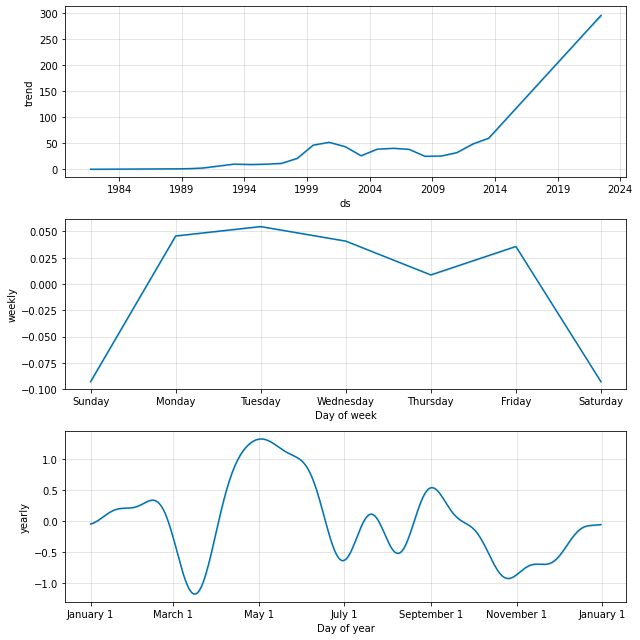 300
250
200
150
100
50
0
trend
1984 1989 1994 1999 2004 2009 2014 2019 2024
ds
0.050
0.025
0.000
−0.025
−0.050
−0.075
−0.100
weekly
Sunday Monday Tuesday Wednesday Thursday Friday Saturday
Day of week
1.0
0.5
0.0
−0.5
−1.0
yearly
January 1 March 1 May 1 July 1 September 1 November 1 January 1
Day of year